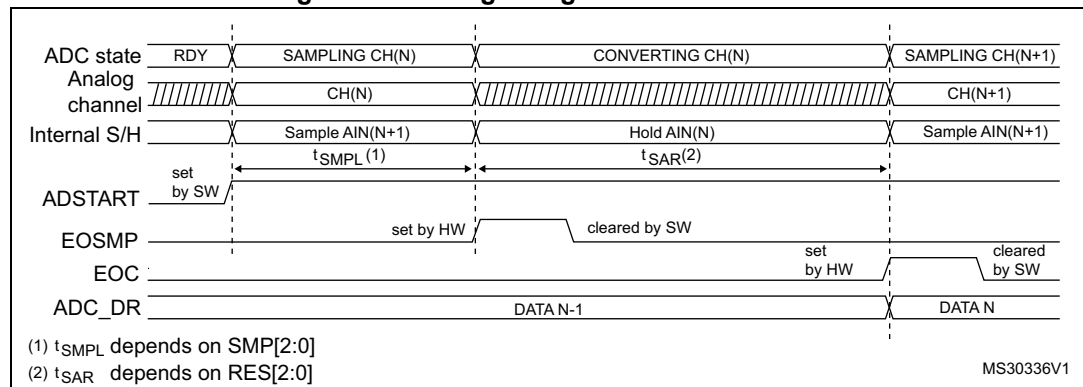 ADC state RDY SAMPLING CH(N) CONVERTING CH(N) SAMPLING CH(N+1)
Analog channel CH(N) CH(N+1)
Internal S/H Sample AIN(N+1) Hold AIN(N) Sample AIN(N+1)
tSMPL(1) tSAR(2)
set by SW
ADSTART
set by HW cleared by SW
EOSMP
set by HW cleared by SW
EOC
ADC_DR DATA N-1 DATA N
(1) tSMPL depends on SMP[2:0]
(2) tSAR depends on RES[2:0]
MS30336V1